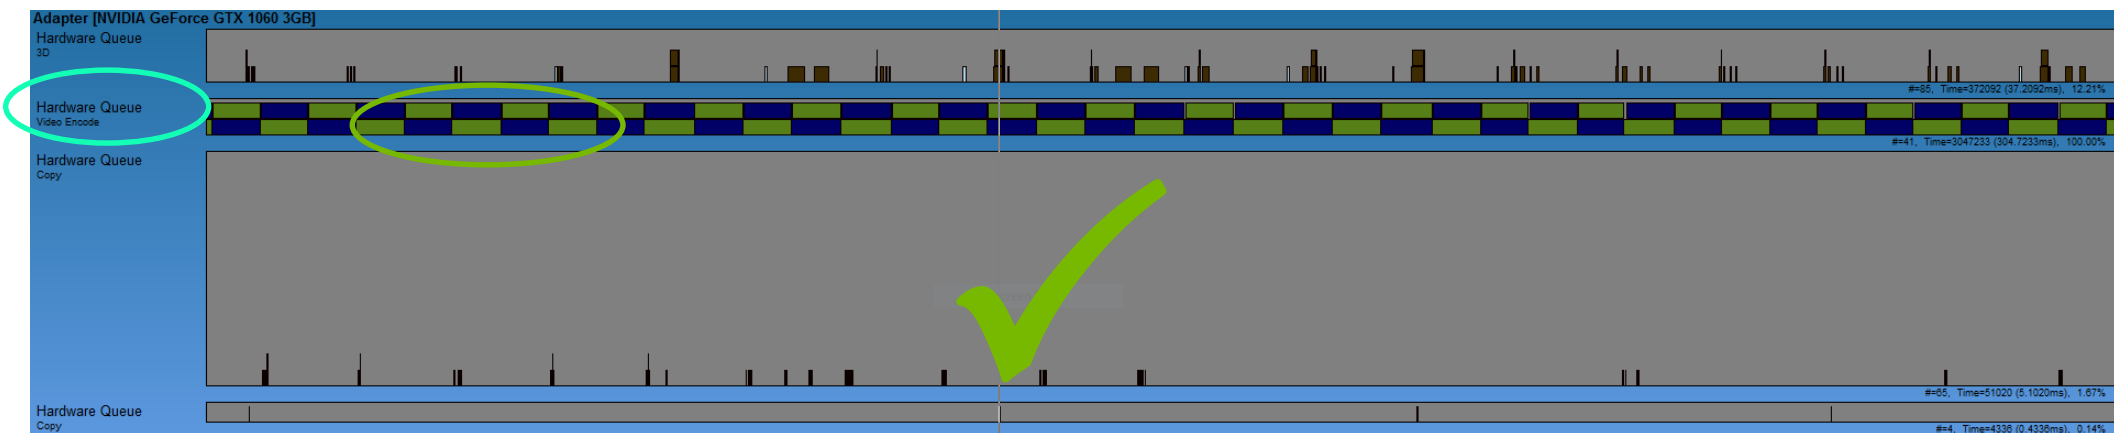 Adapter [NVIDIA GeForce GTX 1060 3GB]
Hardware Queue
3D
#=85, Time=372092 (37.2092ms), 12.21%
Hardware Queue
Video Encode
#=41, Time=3047233 (304.7233ms), 100.00%
Hardware Queue
Copy
#=65, Time=51020 (5.1020ms), 1.67%
Hardware Queue
Copy
#=4, Time=4336 (0.4336ms), 0.14%